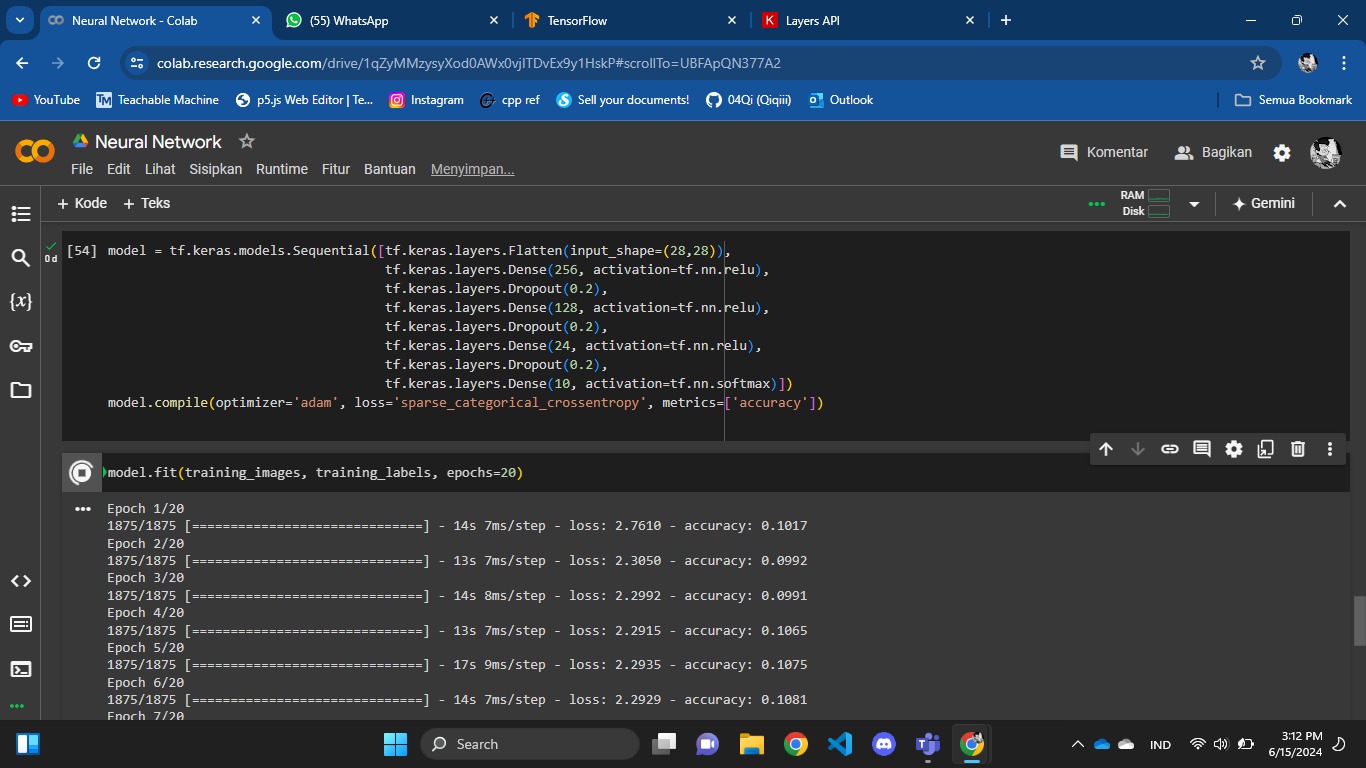 Neural Network - Colab
(55) WhatsApp
TensorFlow
K Layers API
colab.research.google.com/drive/1qZyMMzysyXod0AWx0vjITDvEx9y1HskP#scrollTo=UBFApQN377A2
YouTube
Teachable Machine
p5.js Web Editor | Te...
Instagram
cpp ref
Sell your documents!
04Qi (Qiqiii)
Outlook
Semua Bookmark
Neural Network
Komentar
Bagikan
File Edit Lihat Sisipkan Runtime Fitur Bantuan Menyimpan...
+ Kode + Teks
RAM
Disk
Gemini
[54] model = tf.keras.models.Sequential([tf.keras.layers.Flatten(input_shape=(28,28)),
0d
tf.keras.layers.Dense(256, activation=tf.nn.relu),
tf.keras.layers.Dropout(0.2),
tf.keras.layers.Dense(128, activation=tf.nn.relu),
tf.keras.layers.Dropout(0.2),
tf.keras.layers.Dense(24, activation=tf.nn.relu),
tf.keras.layers.Dropout(0.2),
tf.keras.layers.Dense(10, activation=tf.nn.softmax)])
model.compile(optimizer='adam', loss='sparse_categorical_crossentropy', metrics=['accuracy'])
model.fit(training_images, training_labels, epochs=20)
Epoch 1/20
1875/1875 [==============================] - 14s 7ms/step - loss: 2.7610 - accuracy: 0.1017
Epoch 2/20
1875/1875 [==============================] - 13s 7ms/step - loss: 2.3050 - accuracy: 0.0992
Epoch 3/20
1875/1875 [==============================] - 14s 8ms/step - loss: 2.2992 - accuracy: 0.0991
Epoch 4/20
1875/1875 [==============================] - 13s 7ms/step - loss: 2.2915 - accuracy: 0.1065
Epoch 5/20
1875/1875 [==============================] - 17s 9ms/step - loss: 2.2935 - accuracy: 0.1075
Epoch 6/20
1875/1875 [==============================] - 14s 7ms/step - loss: 2.2929 - accuracy: 0.1081
Epoch 7/20
Search
IND
3:12 PM
6/15/2024